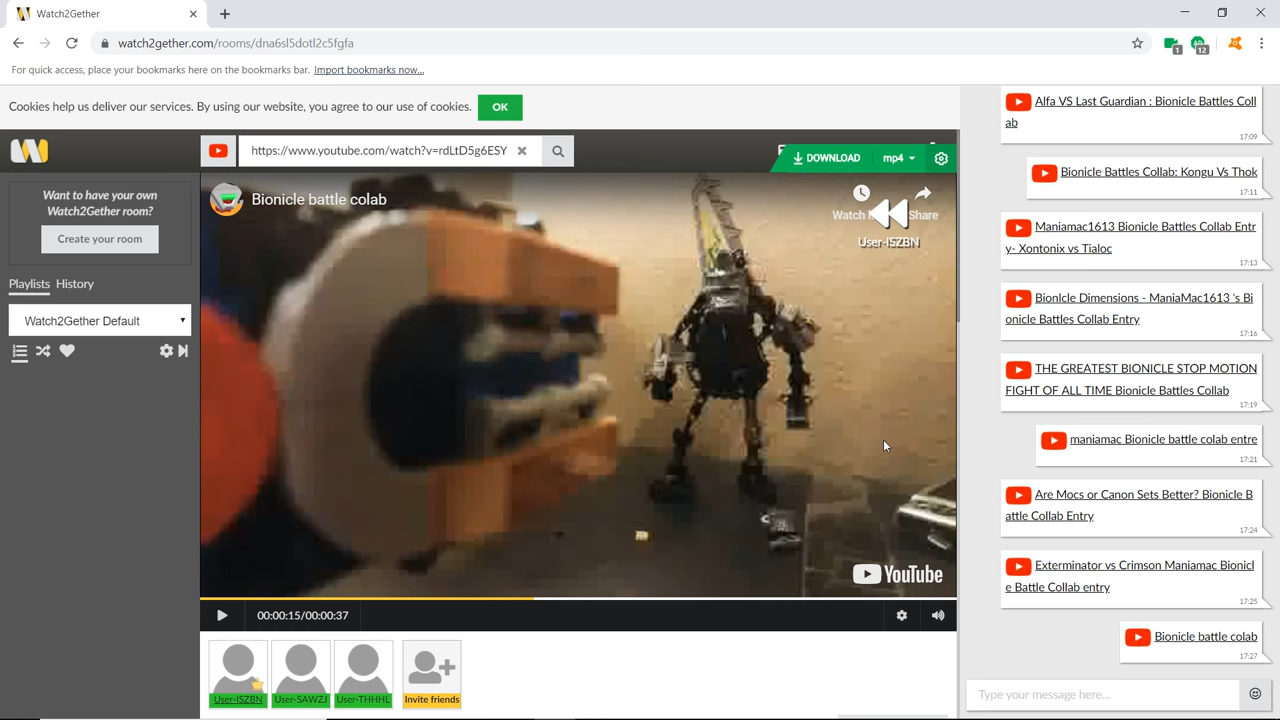 Watch2Gether
watch2gether.com/rooms/dna6sl5dotl2c5fgfa
1
12
For quick access, place your bookmarks here on the bookmarks bar. Import bookmarks now...
Cookies help us deliver our services. By using our website, you agree to our use of cookies.
OK
https://www.youtube.com/watch?v=rdLtD5g6ESY
DOWNLOAD
mp4
Want to have your own
Watch2Gether room?
Create your room
Playlists
History
Watch2Gether Default
Bionicle battle colab
Watch
Share
User-ISZBN
YouTube
00:00:15/00:00:37
User-ISZBN
User-SAWZJ
User-THHHL
Invite friends
Alfa VS Last Guardian : Bionicle Battles Coll
ab
17:09
Bionicle Battles Collab: Kongu Vs Thok
17:11
Maniamac1613 Bionicle Battles Collab Entr
y- Xontonix vs Tialoc
17:13
BionIcle Dimensions - ManiaMac1613 's Bi
onicle Battles Collab Entry
17:16
THE GREATEST BIONICLE STOP MOTION
FIGHT OF ALL TIME Bionicle Battles Collab
17:19
maniamac Bionicle battle colab entre
17:21
Are Mocs or Canon Sets Better? Bionicle B
attle Collab Entry
17:24
Exterminator vs Crimson Maniamac Bionicl
e Battle Collab entry
17:25
Bionicle battle colab
17:27
Type your message here...